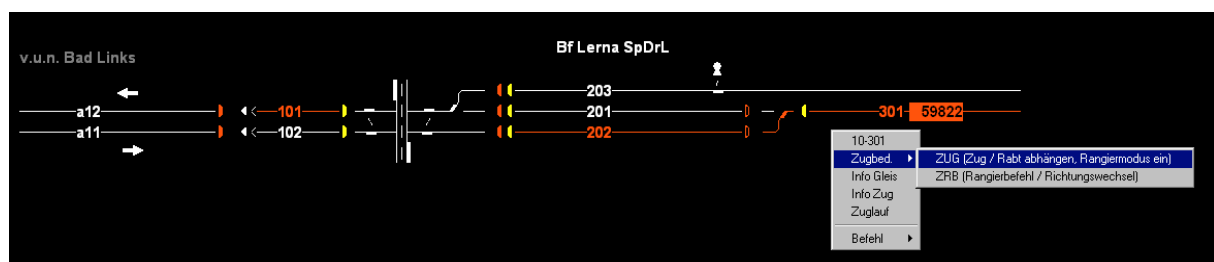 Bf Lerna SpDrL
v.u.n. Bad Links
203
a12 101 201 301 59822
a11 102 202
10-301
Zugbed. ZUG (Zug / Rabt abhängen, Rangiermodus ein)
Info Gleis ZRB (Rangierbefehl / Richtungswechsel)
Info Zug
Zuglauf
Befehl